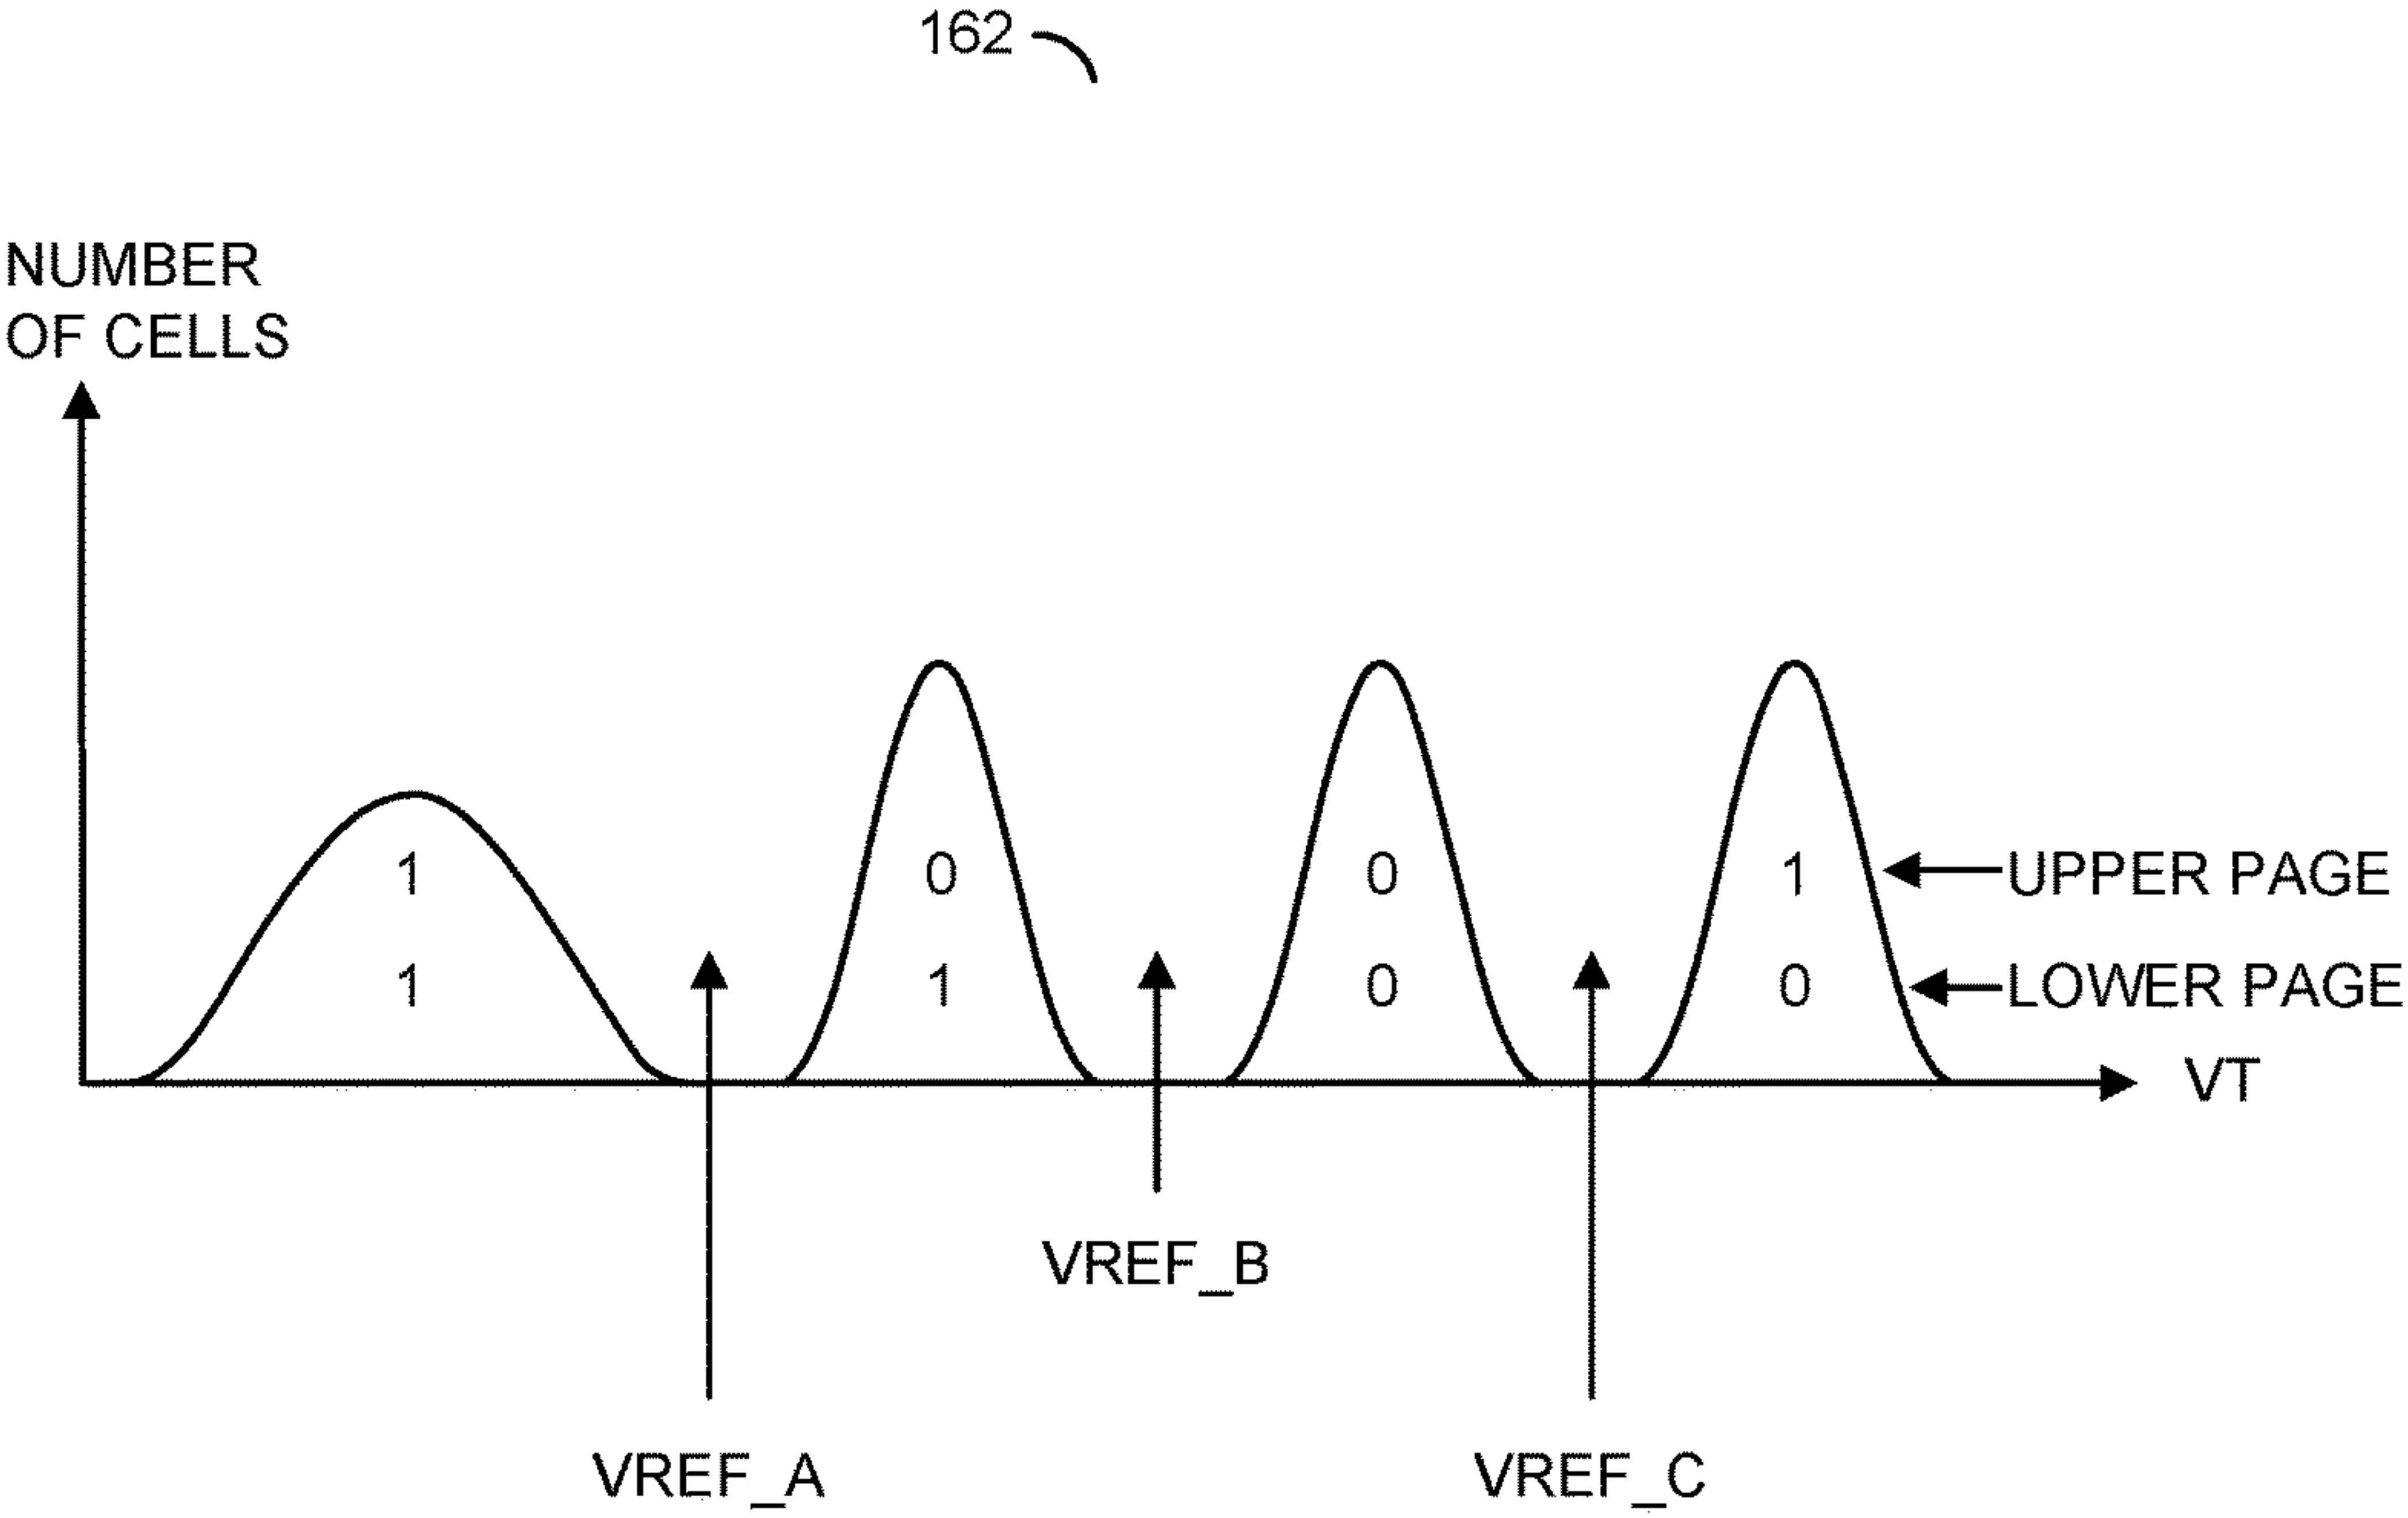 162
NUMBER
OF CELLS
1 0 0 1 UPPER PAGE
1 1 0 0 LOWER PAGE
VT
VREF_B
VREF_A VREF_C